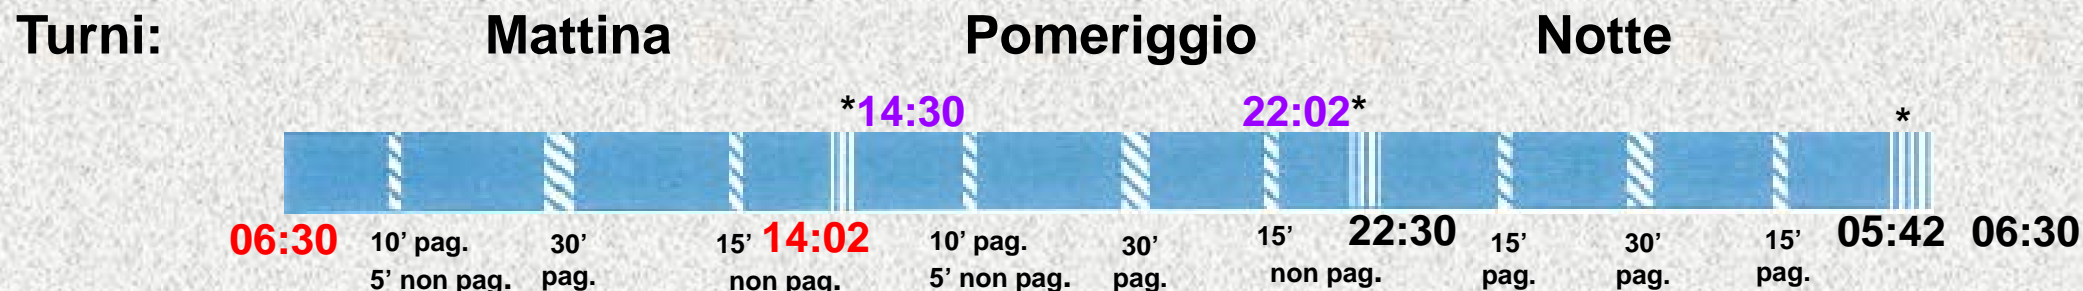 Turni: Mattina Pomeriggio Notte
*14:30 22:02* *
06:30 10’ pag. 30’ 15’ 14:02 10’ pag. 30’ 15’ 22:30 15’ 30’ 15’ 05:42 06:30
5’ non pag. pag. non pag. 5’ non pag. pag. non pag. pag. pag. pag.